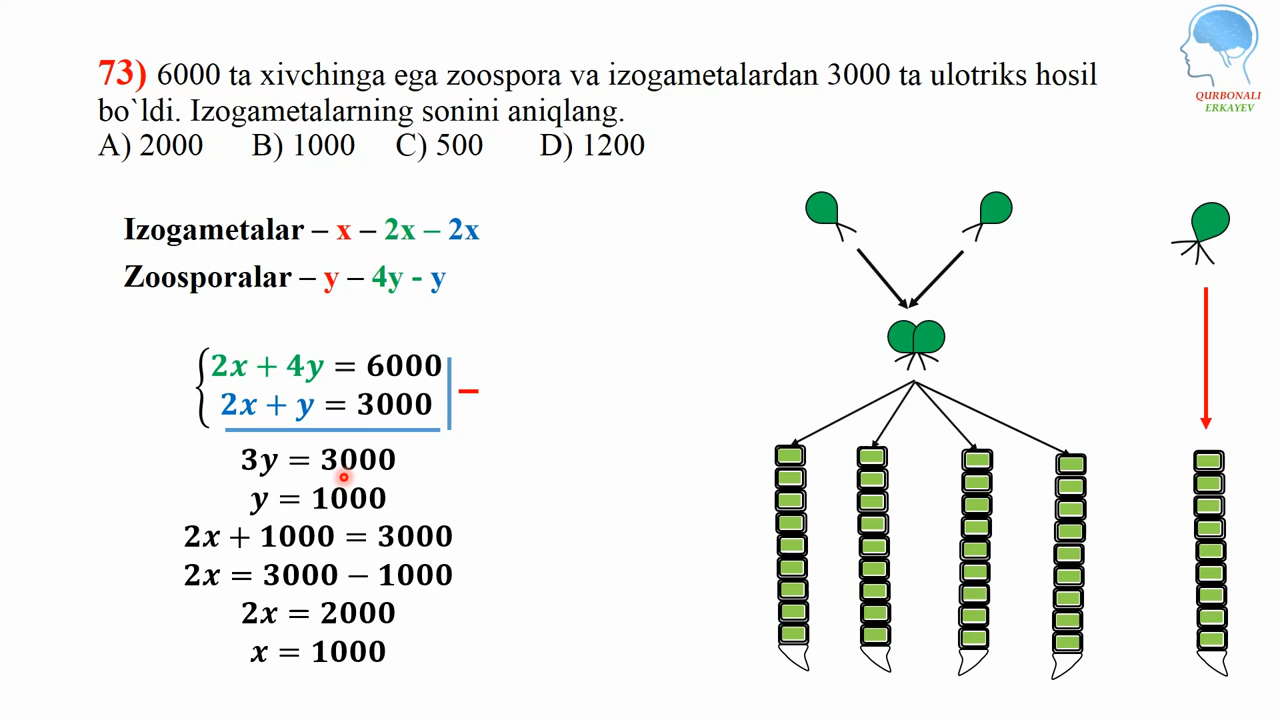 73) 6000 ta xivchinga ega zoospora va izogametalardan 3000 ta ulotriks hosil
bo`ldi. Izogametalarning sonini aniqlang.
A) 2000 B) 1000 C) 500 D) 1200
QURBONALI
ERKAYEV
Izogametalar – x – 2x – 2x
Zoosporalar – y – 4y - y
2x + 4y = 6000
2x + y = 3000
–
3y = 3000
y = 1000
2x + 1000 = 3000
2x = 3000 − 1000
2x = 2000
x = 1000